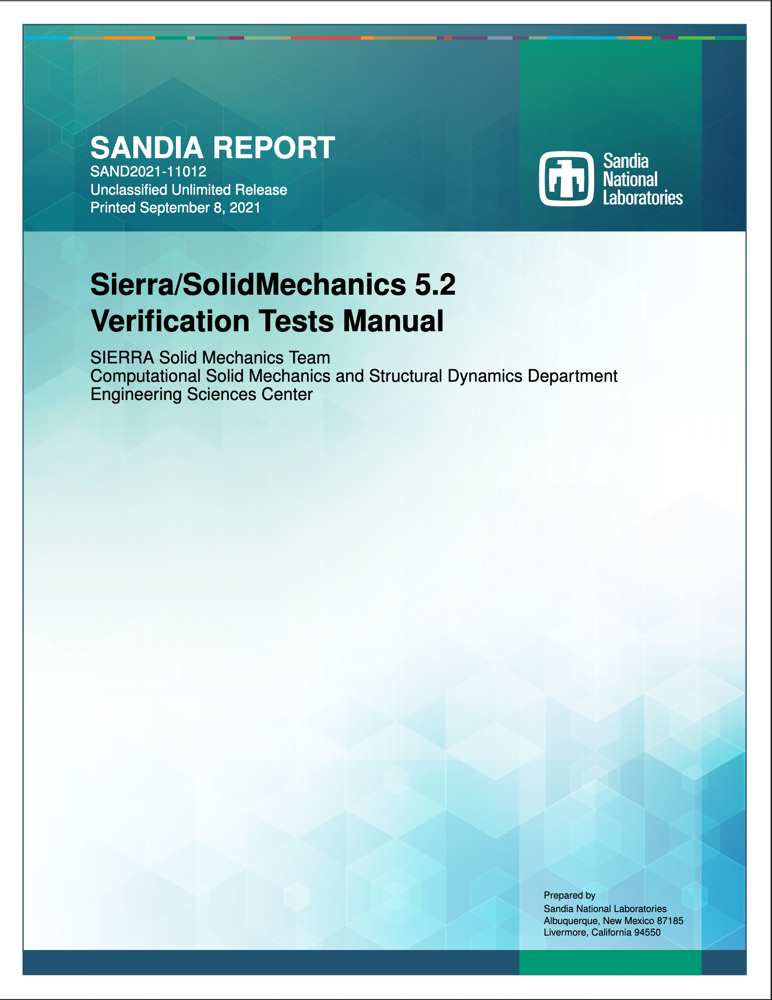 SANDIA REPORT
SAND2021-11012
Unclassified Unlimited Release
Printed September 8, 2021
Sandia
National
Laboratories
Sierra/SolidMechanics 5.2
Verification Tests Manual
SIERRA Solid Mechanics Team
Computational Solid Mechanics and Structural Dynamics Department
Engineering Sciences Center
Prepared by
Sandia National Laboratories
Albuquerque, New Mexico 87185
Livermore, California 94550